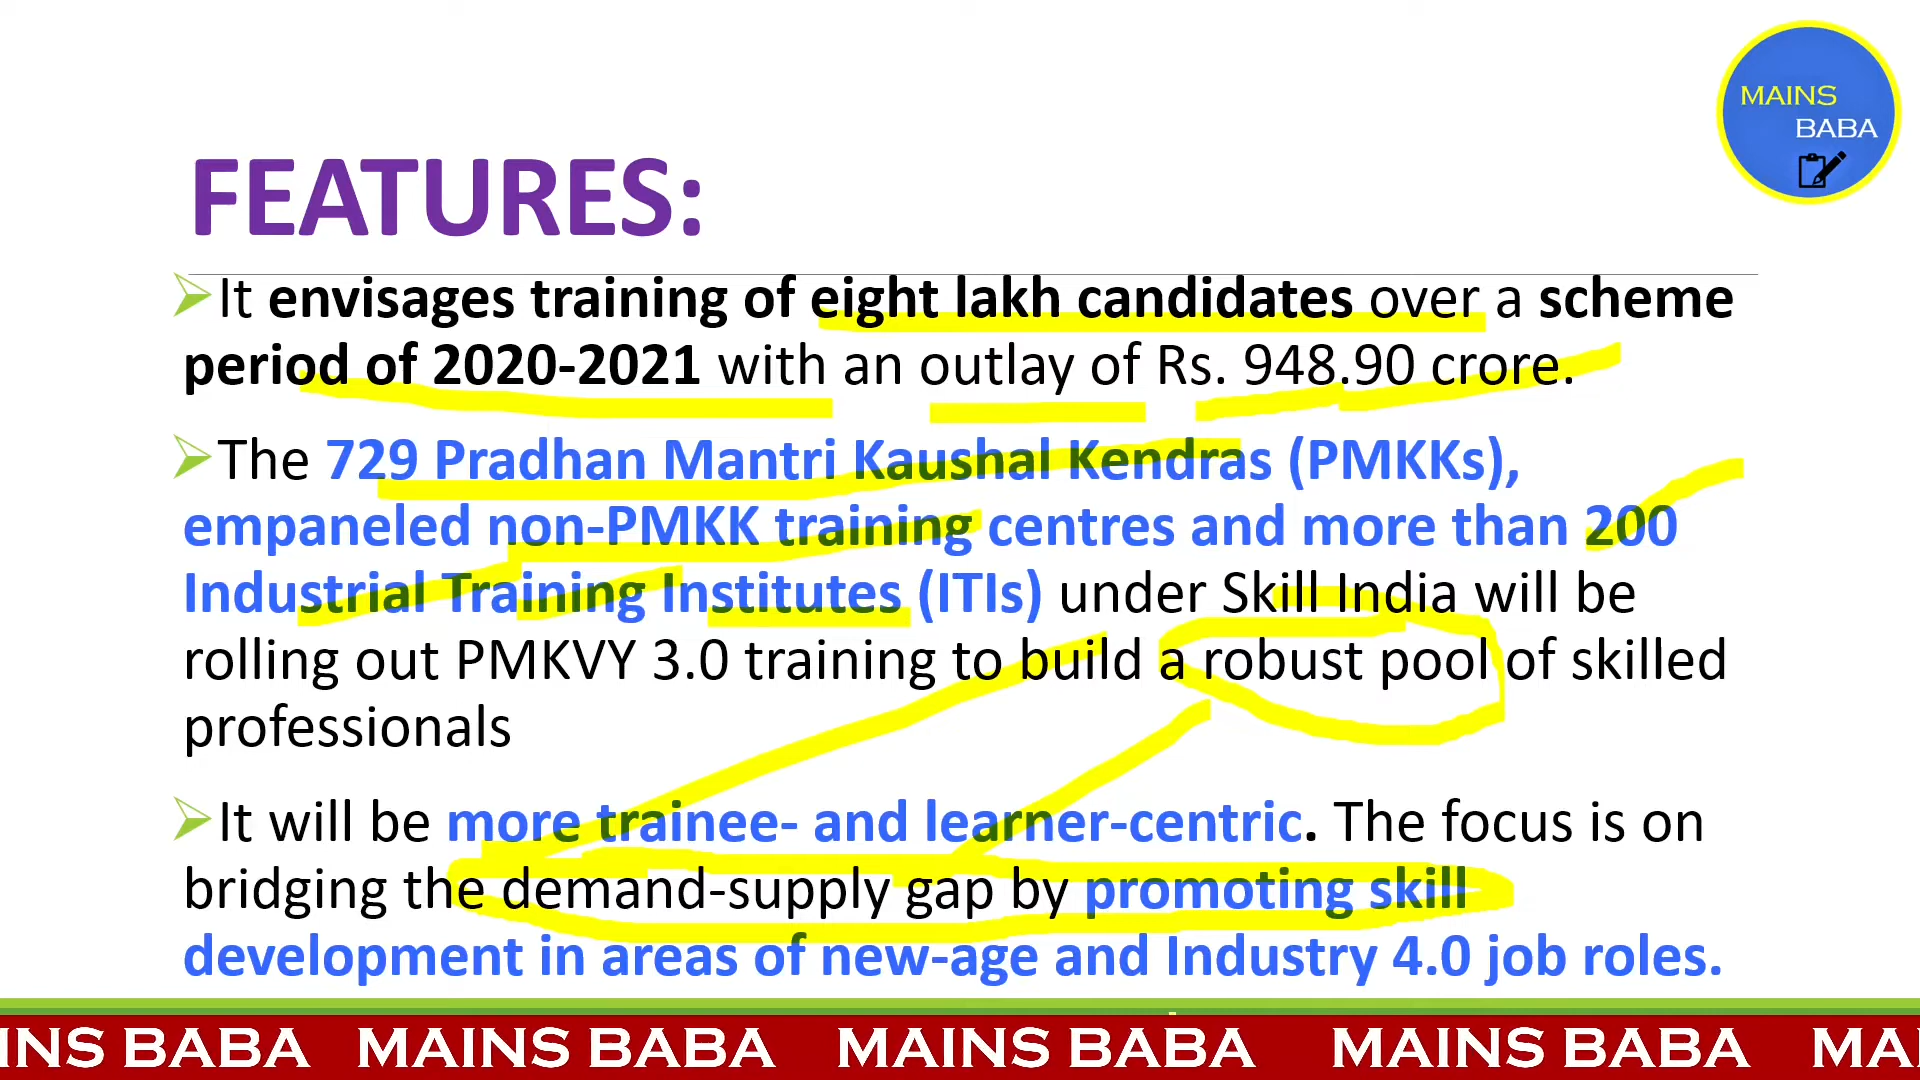 MAINS
BABA
FEATURES:
It envisages training of eight lakh candidates over a scheme
period of 2020-2021 with an outlay of Rs. 948.90 crore.
The 729 Pradhan Mantri Kaushal Kendras (PMKKs),
empaneled non-PMKK training centres and more than 200
Industrial Training Institutes (ITIs) under Skill India will be
rolling out PMKVY 3.0 training to build a robust pool of skilled
professionals
It will be more trainee- and learner-centric. The focus is on
bridging the demand-supply gap by promoting skill
development in areas of new-age and Industry 4.0 job roles.
INS BABA MAINS BABA MAINS BABA MAINS BABA MA